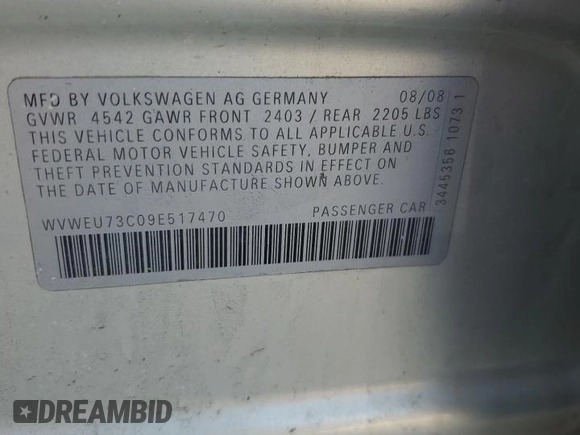 MFD BY VOLKSWAGEN AG GERMANY 08/08
GVWR 4542 GAWR FRONT 2403 / REAR 2205 LBS
THIS VEHICLE CONFORMS TO ALL APPLICABLE U.S.
FEDERAL MOTOR VEHICLE SAFETY, BUMPER AND
THEFT PREVENTION STANDARDS IN EFFECT ON
THE DATE OF MANUFACTURE SHOWN ABOVE.
WVWEU73C09E517470 PASSENGER CAR
3445356 1073 1
DREAMBID